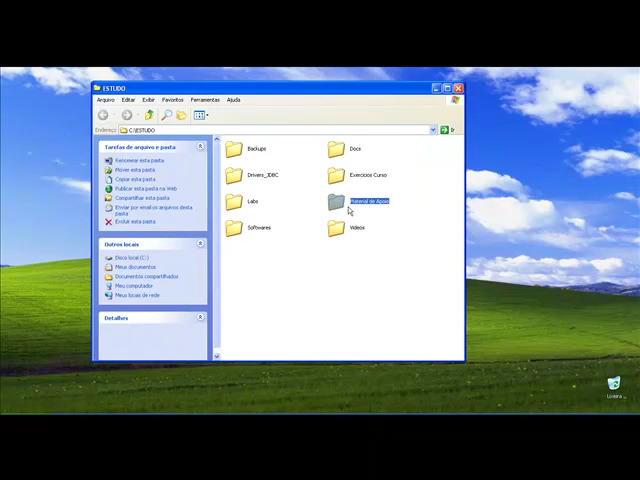 ESTUDO
Arquivo Editar Exibir Favoritos Ferramentas Ajuda
Endereço C:\ESTUDO Ir
Tarefas de arquivo e pasta
Renomear esta pasta
Mover esta pasta
Copiar esta pasta
Publicar esta pasta na Web
Compartilhar esta pasta
Enviar por email os arquivos desta
pasta
Excluir esta pasta
Outros locais
Disco local (C:)
Meus documentos
Documentos compartilhados
Meu computador
Meus locais de rede
Detalhes
Backups Docs
Drivers_JDBC Exercicios Curso
Labs Material de Apoio
Softwares Videos
Lixeira